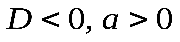 D < 0, a > 0